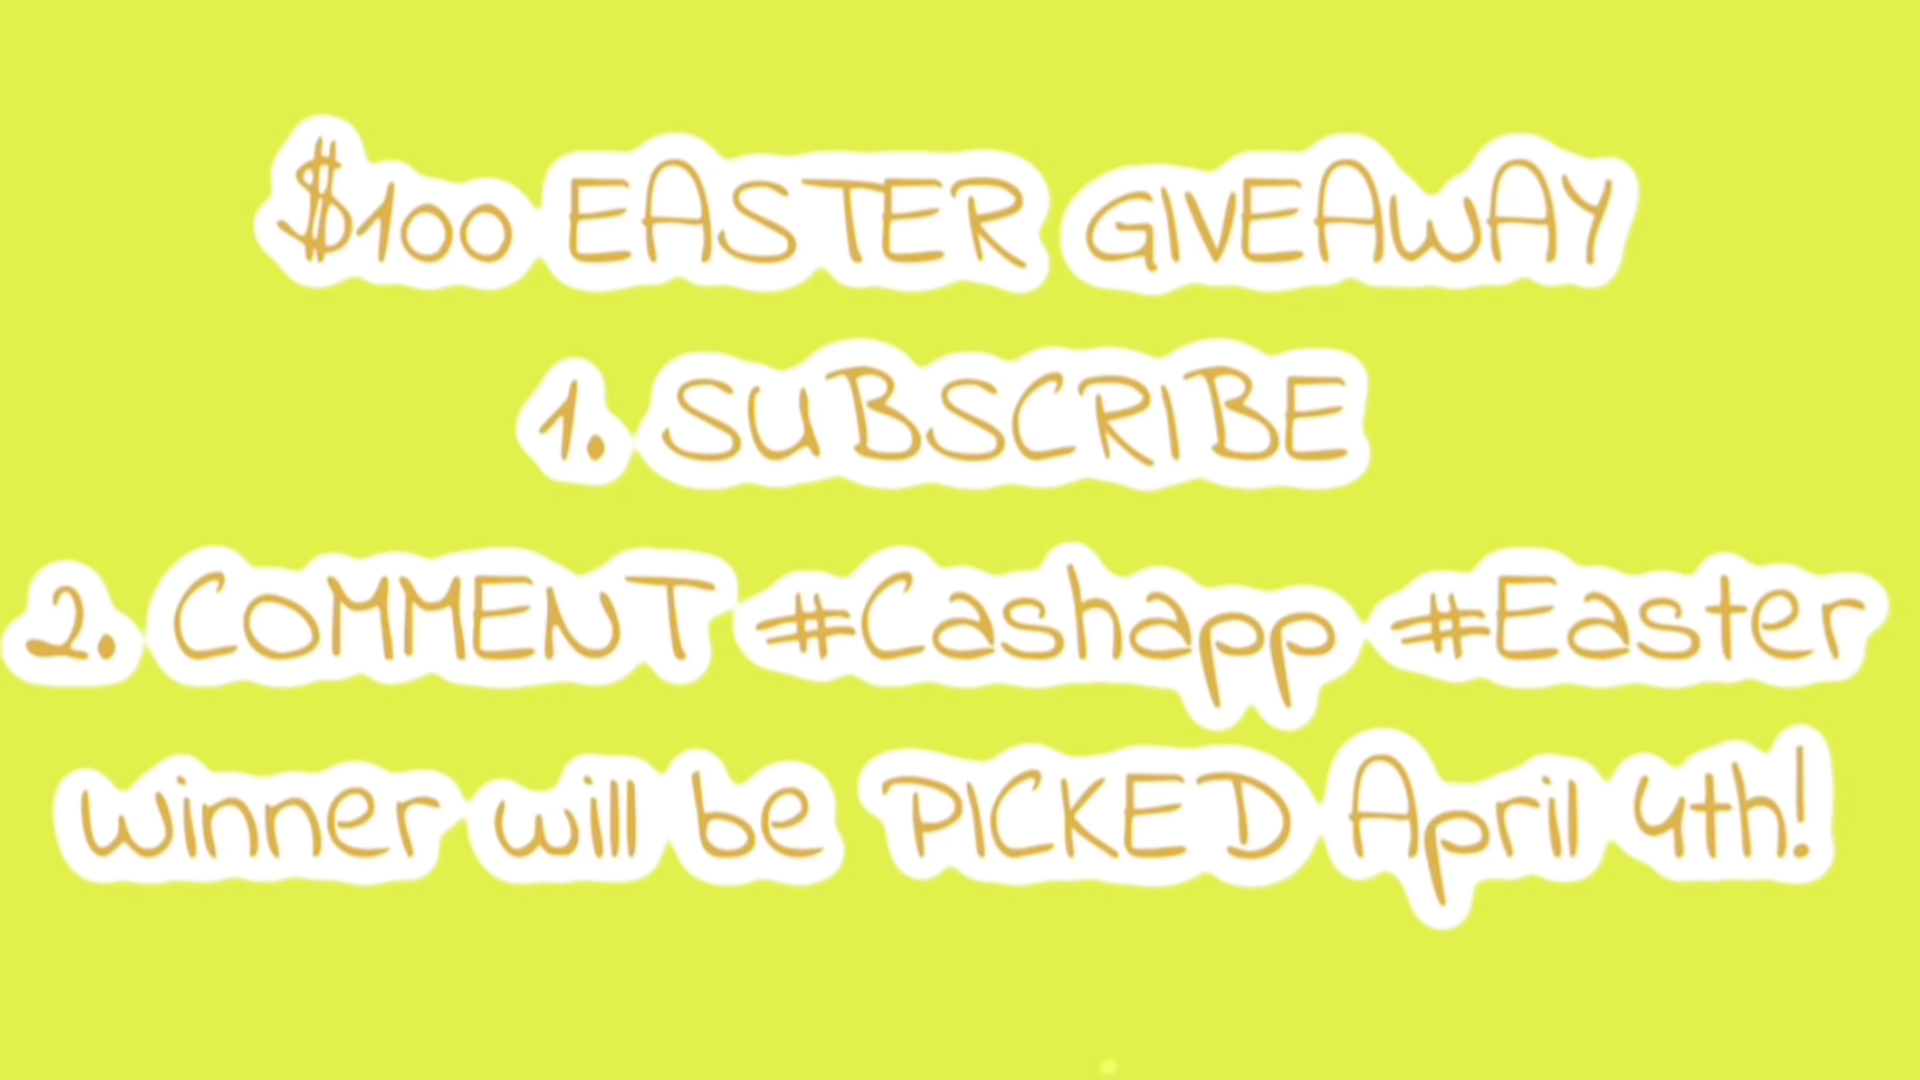 $100 EASTER GIVEAWAY
1. SUBSCRIBE
2. COMMENT #Cashapp #Easter
Winner will be PICKED April 4th!